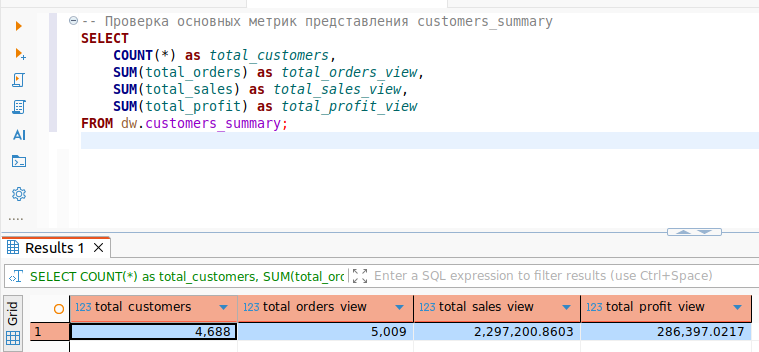 -- Проверка основных метрик представления customers_summary
SELECT
COUNT(*) as total_customers,
SUM(total_orders) as total_orders_view,
SUM(total_sales) as total_sales_view,
SUM(total_profit) as total_profit_view
FROM dw.customers_summary;
AI
Results 1
T SELECT COUNT(*) as total_customers, SUM(total_orc Enter a SQL expression to filter results (use Ctrl+Space)
Grid
123 total customers 123 total orders view 123 total sales view 123 total profit view
1 4,688 5,009 2,297,200.8603 286,397.0217